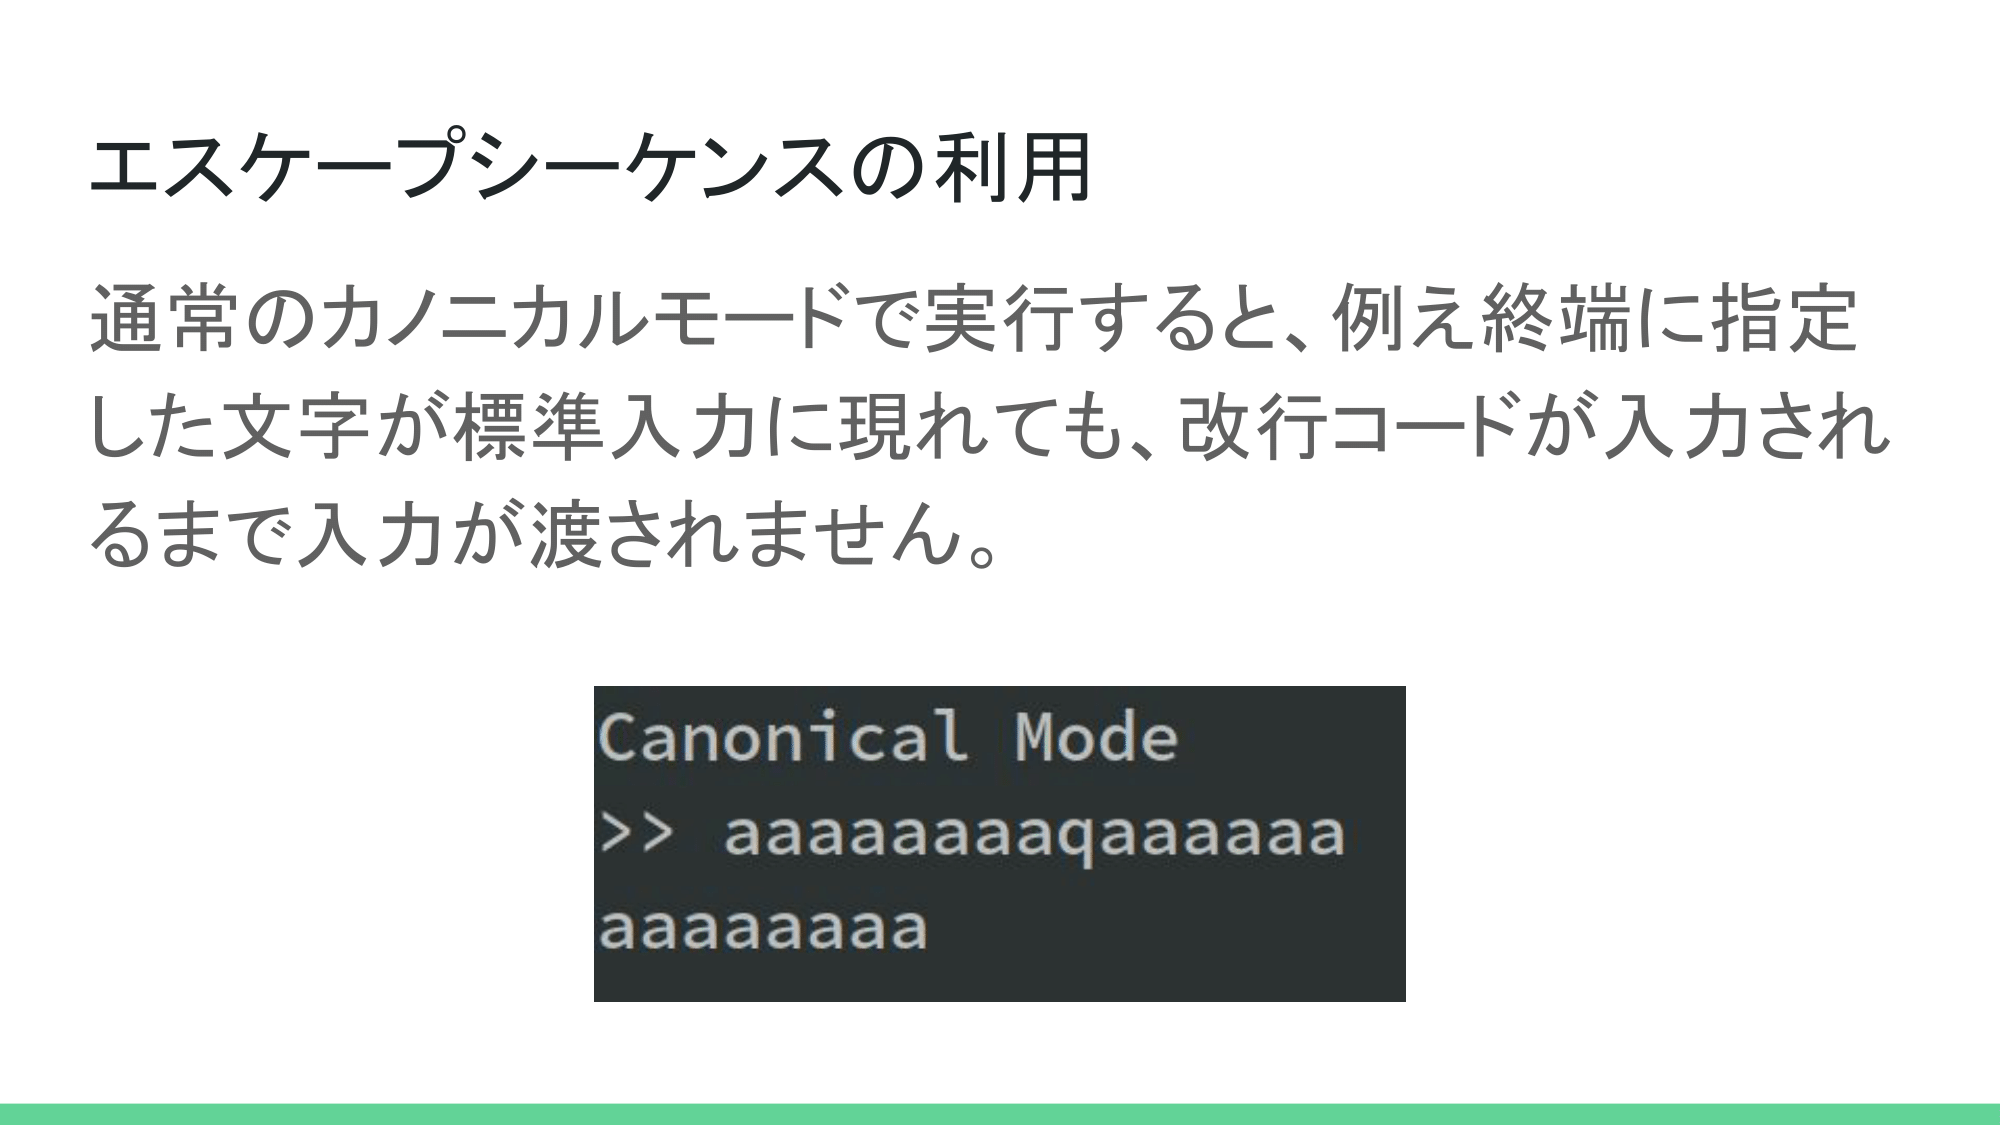 エスケープシーケンスの利用
通常のカノニカルモードで実行すると、例え終端に指定
した文字が標準入力に現れても、改行コードが入力され
るまで入力が渡されません。
Canonical Mode
>> aaaaaaaaqaaaaaa
aaaaaaaa